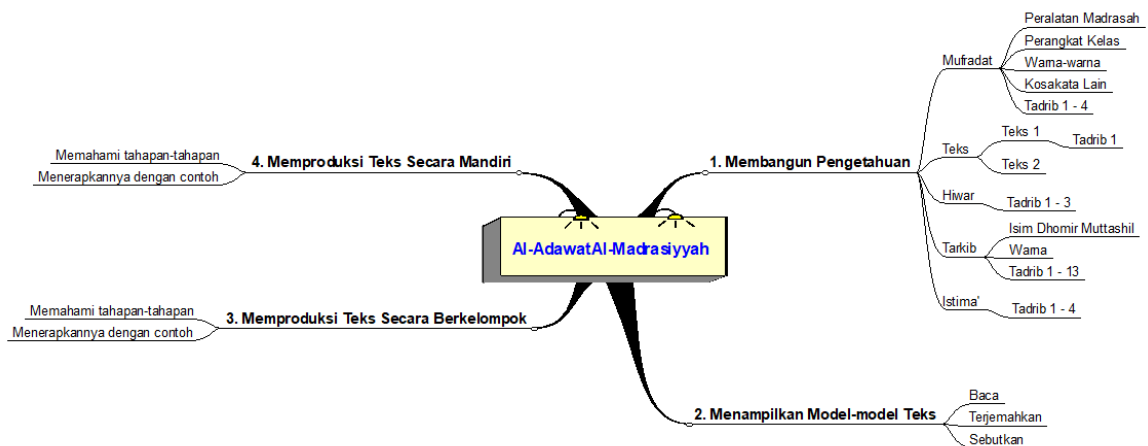 Al-AdawatAl-Madrasiyyah
1. Membangun Pengetahuan
Mufradat
Peralatan Madrasah
Perangkat Kelas
Warna-warna
Kosakata Lain
Tadrib 1 - 4
Teks
Teks 1
Tadrib 1
Teks 2
Hiwar
Tadrib 1 - 3
Tarkib
Isim Dhomir Muttashil
Warna
Tadrib 1 - 13
Istima'
Tadrib 1 - 4
2. Menampilkan Model-model Teks
Baca
Terjemahkan
Sebutkan
3. Memproduksi Teks Secara Berkelompok
Memahami tahapan-tahapan
Menerapkannya dengan contoh
4. Memproduksi Teks Secara Mandiri
Memahami tahapan-tahapan
Menerapkannya dengan contoh